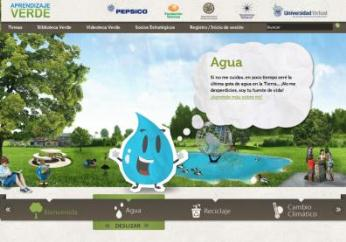 APRENDIZAJE
VERDE
PEPSICO
Universidad Virtual
Temas Biblioteca Verde Videoteca Verde Socios Estratégicos Registro / Inicio de sesión Buscar
Agua
Si no me cuidas, en poco tiempo seré la
última gota de agua en la Tierra... ¡No me
desperdicies, soy tu fuente de vida!
¡Aprende más sobre mí!
« Bienvenida Agua Reciclaje Cambio Climático »
« DESLIZAR »